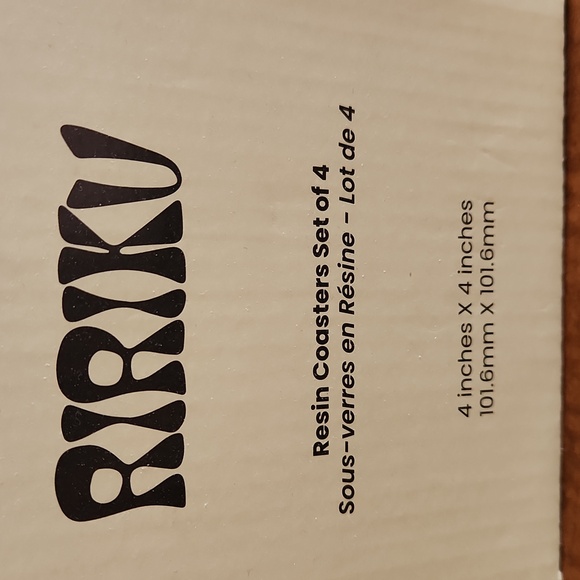 RIRIKU
Resin Coasters Set of 4
Sous-verres en Résine - Lot de 4
4 inches X 4 inches
101.6mm X 101.6mm